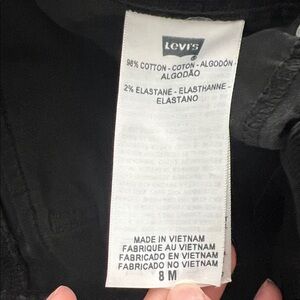 Levi's
98% COTTON - COTON - ALGODÓN -
ALGODÃO
2% ELASTANE - ELASTHANNE -
ELASTANO
MADE IN VIETNAM
FABRIQUE AU VIETNAM
FABRICADO EN VIETNAM
FABRICADO NO VIETNAM
8 M